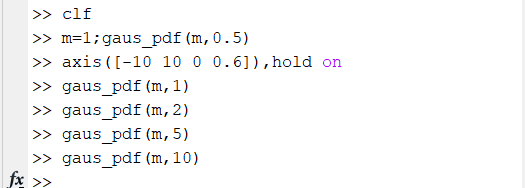 >> clf
>> m=1;gaus_pdf(m,0.5)
>> axis([-10 10 0 0.6]),hold on
>> gaus_pdf(m,1)
>> gaus_pdf(m,2)
>> gaus_pdf(m,5)
>> gaus_pdf(m,10)
fx >>